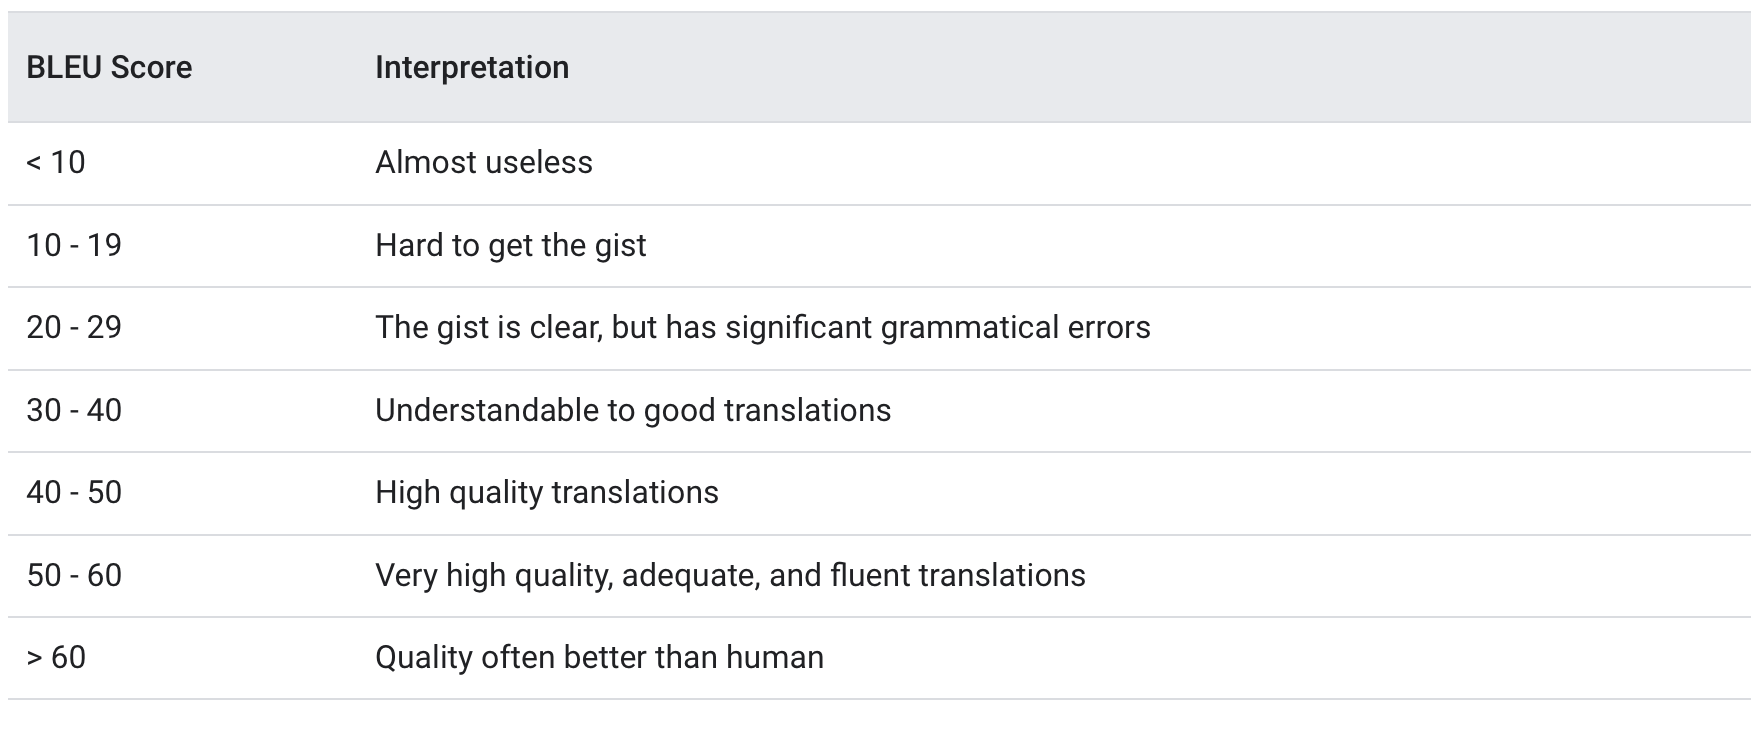 BLEU Score Interpretation
< 10 Almost useless
10 - 19 Hard to get the gist
20 - 29 The gist is clear, but has significant grammatical errors
30 - 40 Understandable to good translations
40 - 50 High quality translations
50 - 60 Very high quality, adequate, and fluent translations
> 60 Quality often better than human